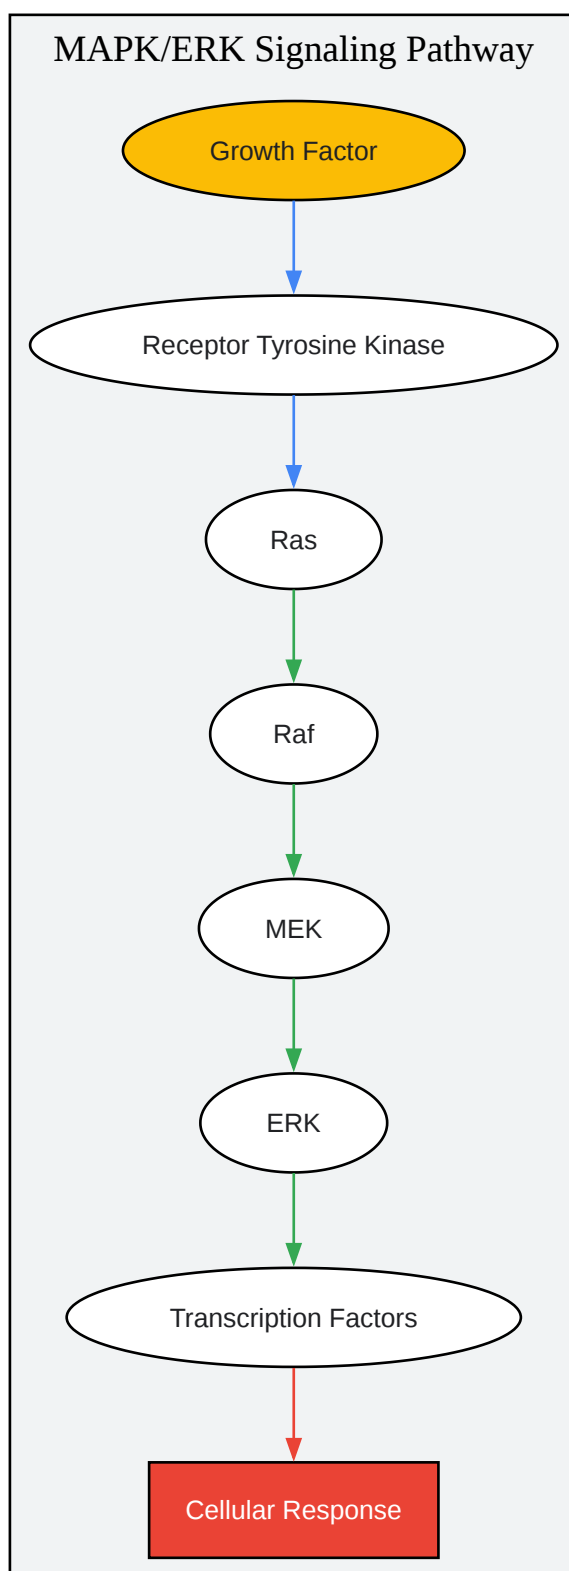 MAPK/ERK Signaling Pathway
Growth Factor
Receptor Tyrosine Kinase
Ras
Raf
MEK
ERK
Transcription Factors
Cellular Response